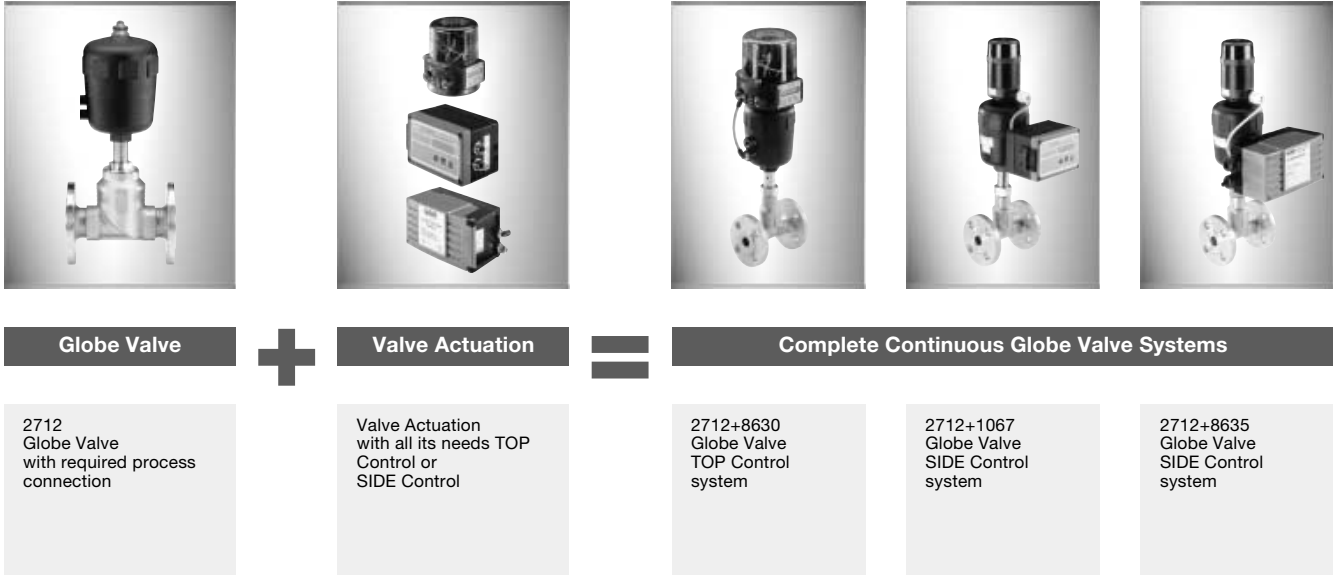 Globe Valve
Valve Actuation
Complete Continuous Globe Valve Systems
2712
Globe Valve
with required process
connection
Valve Actuation
with all its needs TOP
Control or
SIDE Control
2712+8630
Globe Valve
TOP Control
system
2712+1067
Globe Valve
SIDE Control
system
2712+8635
Globe Valve
SIDE Control
system